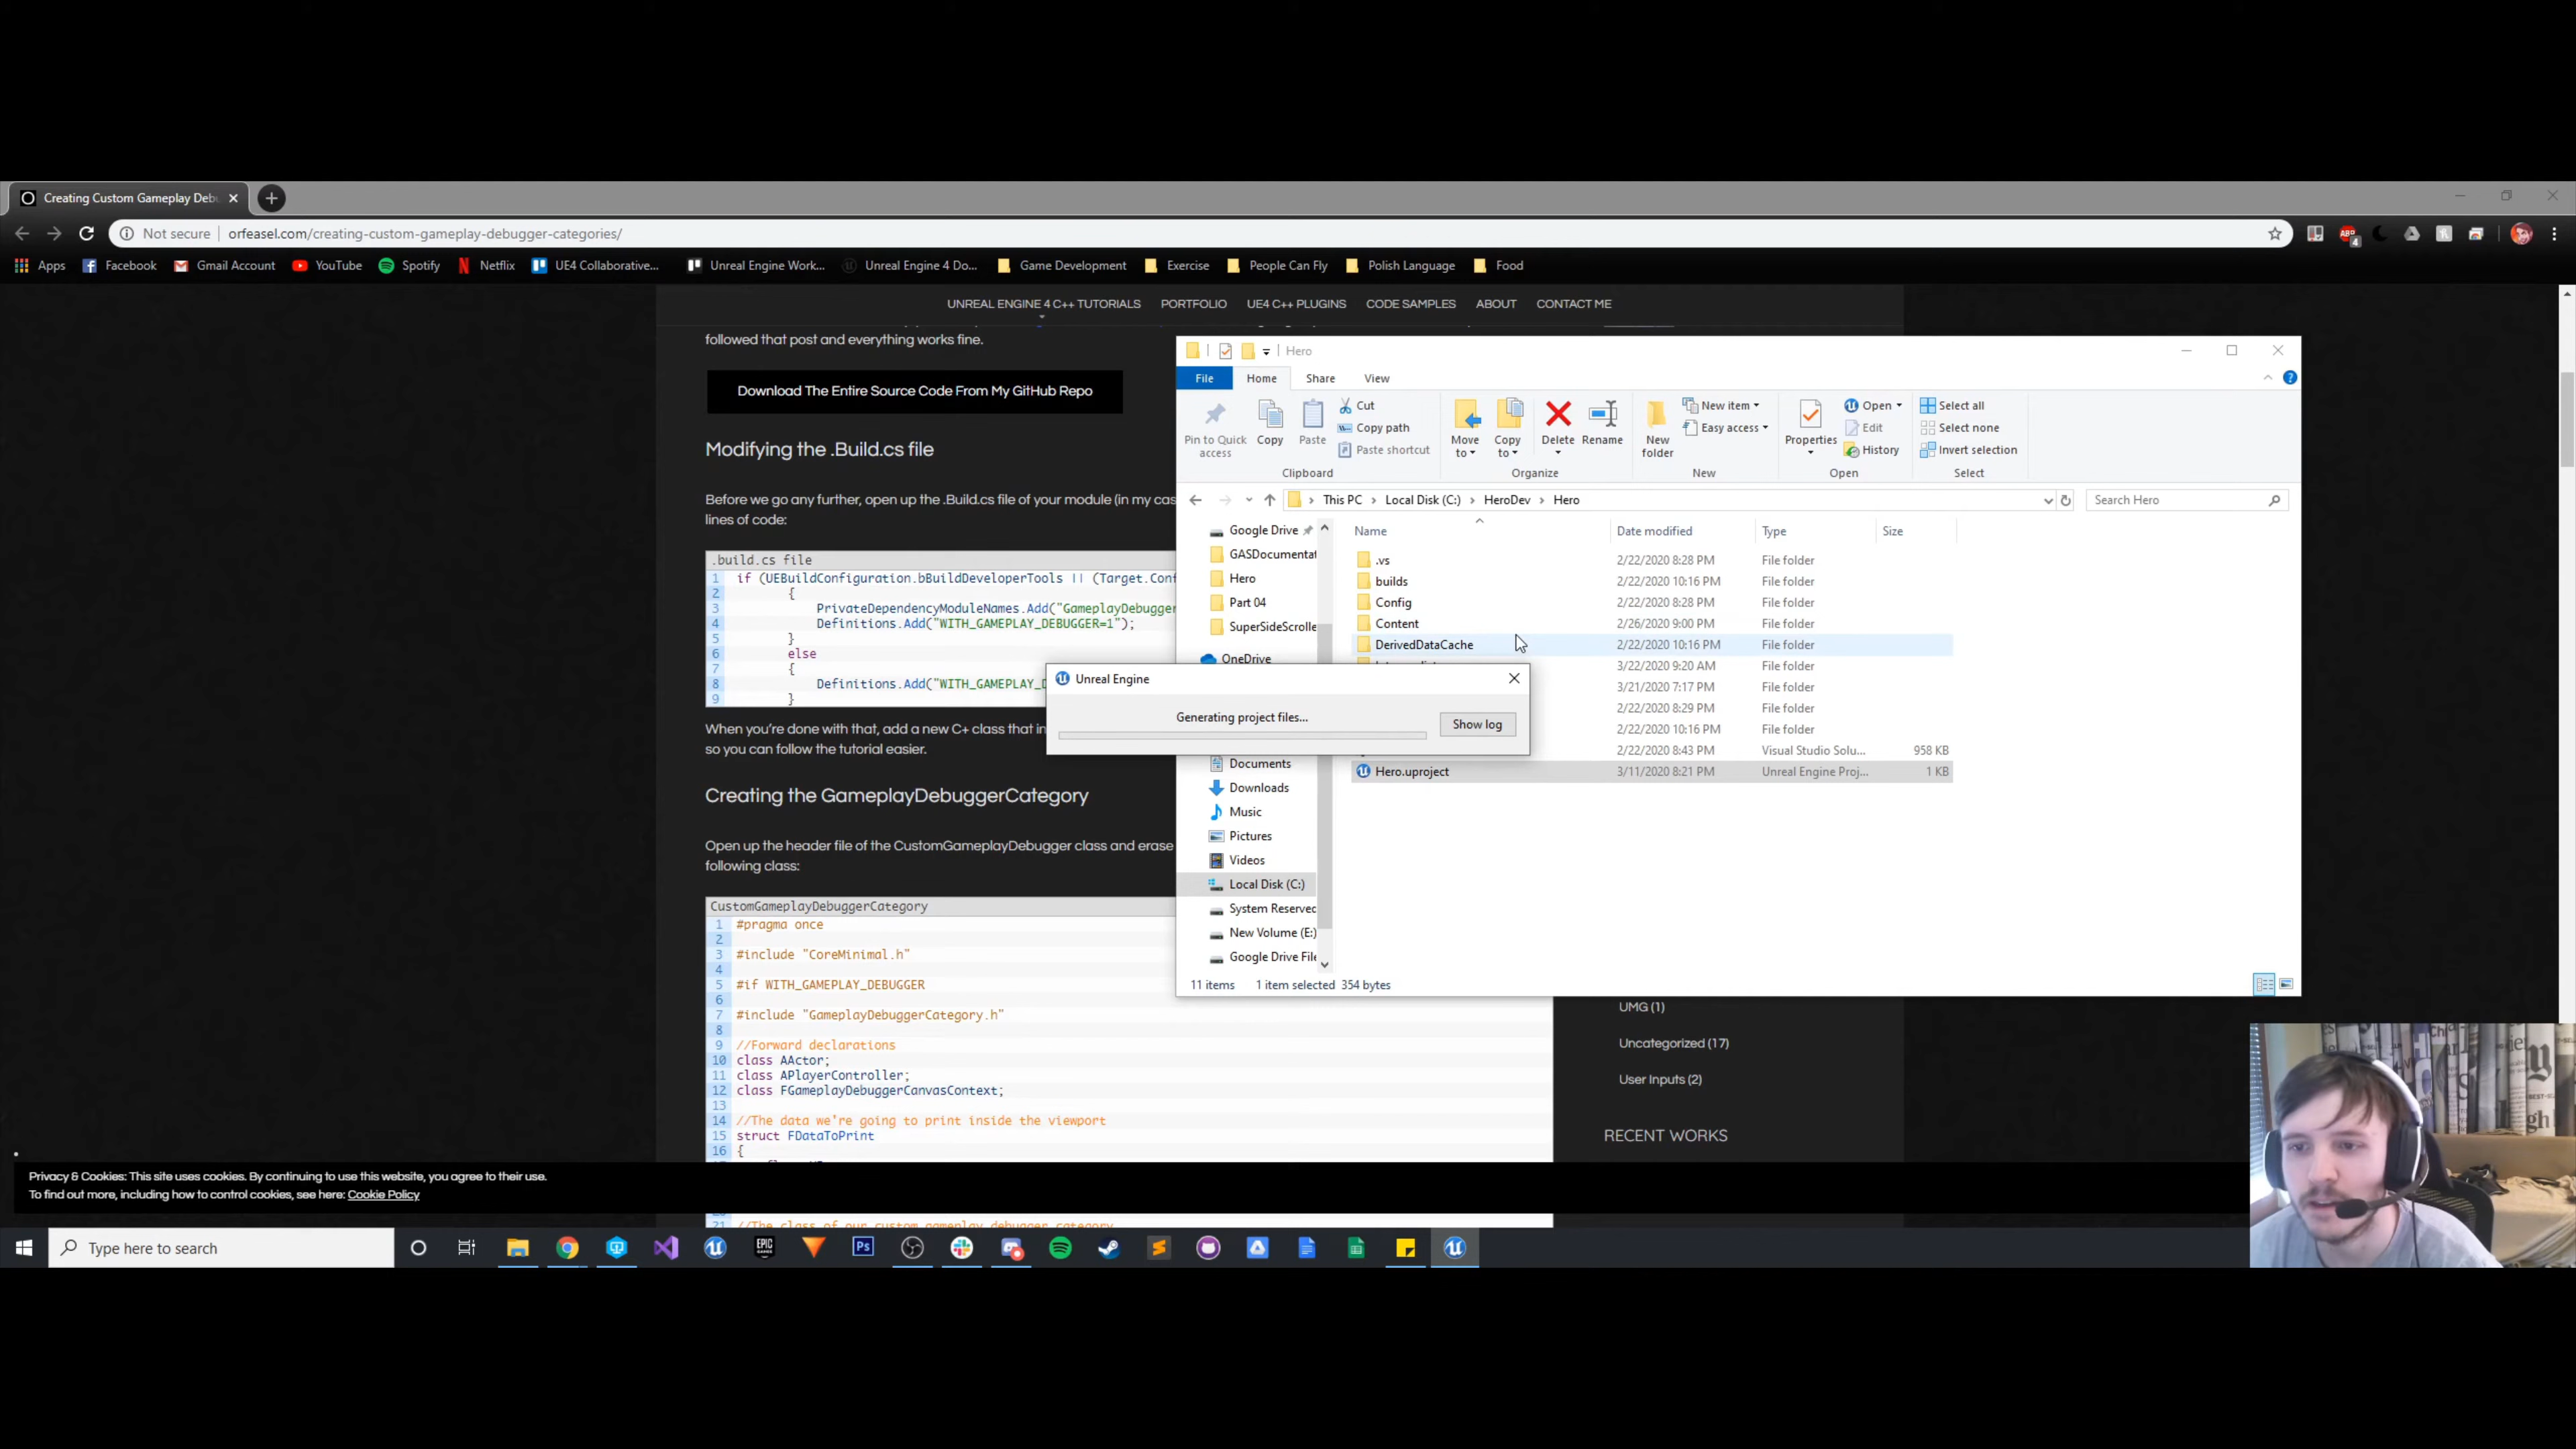 Creating Custom Gameplay Deb
Not secure
orfeasel.com/creating-custom-gameplay-debugger-categories/
4
Apps
Facebook
Gmail Account
YouTube
Spotify
Netflix
UE4 Collaborative...
Unreal Engine Work...
Unreal Engine 4 Do...
Game Development
Exercise
People Can Fly
Polish Language
Food
UNREAL ENGINE 4 C++ TUTORIALS
PORTFOLIO
UE4 C++ PLUGINS
CODE SAMPLES
ABOUT
CONTACT ME
followed that post and everything works fine.
Download The Entire Source Code From My GitHub Repo
Modifying the .Build.cs file
Before we go any further, open up the .Build.cs file of your module (in my cas
lines of code:
.build.cs file
1 if (UEBuildConfiguration.bBuildDeveloperTools || (Target.Conf
2 {
3 PrivateDependencyModuleNames.Add("GameplayDebugger
4 Definitions.Add("WITH_GAMEPLAY_DEBUGGER=1");
5 }
6 else
7 {
8 Definitions.Add("WITH_GAMEPLAY_D
9 }
When you're done with that, add a new C+ class that in
so you can follow the tutorial easier.
Creating the GameplayDebuggerCategory
Open up the header file of the CustomGameplayDebugger class and erase
following class:
CustomGameplayDebuggerCategory
1 #pragma once
2
3 #include "CoreMinimal.h"
4
5 #if WITH_GAMEPLAY_DEBUGGER
6
7 #include "GameplayDebuggerCategory.h"
8
9 //Forward declarations
10 class AActor;
11 class APlayerController;
12 class FGameplayDebuggerCanvasContext;
13
14 //The data we're going to print inside the viewport
15 struct FDataToPrint
16 {
21 //The class of our custom gameplay debugger category
Hero
File
Home
Share
View
Pin to Quick access
Copy
Paste
Cut
Copy path
Paste shortcut
Clipboard
Move to
Copy to
Delete
Rename
Organize
New folder
New item
Easy access
New
Properties
Open
Edit
History
Open
Select all
Select none
Invert selection
Select
This PC
Local Disk (C:)
HeroDev
Hero
Search Hero
Google Drive
GASDocumentat
Hero
Part 04
SuperSideScrolle
OneDrive
Documents
Downloads
Music
Pictures
Videos
Local Disk (C:)
System Reserved
New Volume (E:)
Google Drive File
Name Date modified Type Size
.vs 2/22/2020 8:28 PM File folder
builds 2/22/2020 10:16 PM File folder
Config 2/22/2020 8:28 PM File folder
Content 2/26/2020 9:00 PM File folder
DerivedDataCache 2/22/2020 10:16 PM File folder
3/22/2020 9:20 AM File folder
3/21/2020 7:17 PM File folder
2/22/2020 8:29 PM File folder
2/22/2020 10:16 PM File folder
2/22/2020 8:43 PM Visual Studio Solu... 958 KB
Hero.uproject 3/11/2020 8:21 PM Unreal Engine Proj... 1 KB
11 items 1 item selected 354 bytes
Unreal Engine
Generating project files...
Show log
UMG (1)
Uncategorized (17)
User Inputs (2)
RECENT WORKS
Privacy & Cookies: This site uses cookies. By continuing to use this website, you agree to their use.
To find out more, including how to control cookies, see here: Cookie Policy
Type here to search
EPIC
GAMES
Ps